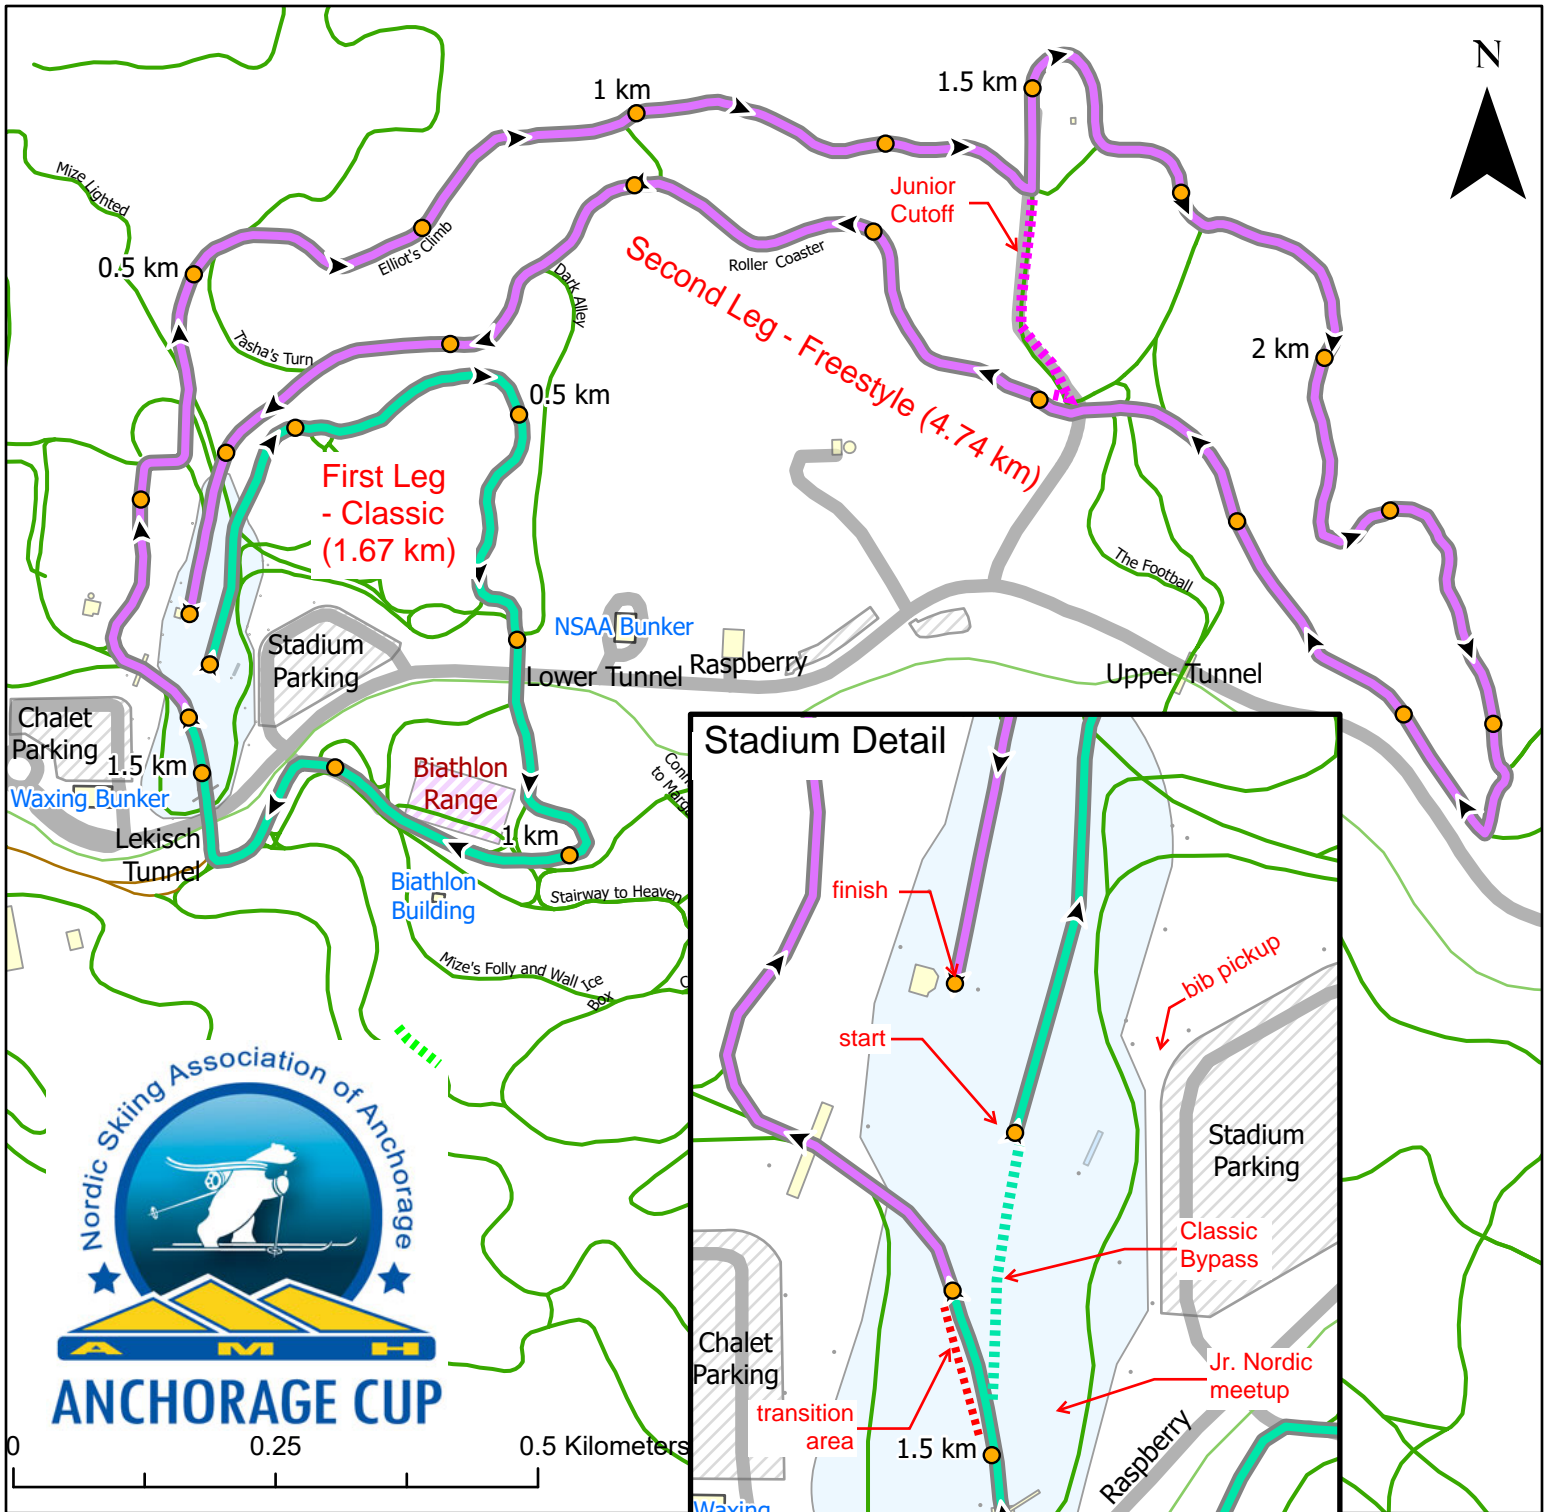 N
1 km
1.5 km
Mize Lighted
Junior
Cutoff
0.5 km
Elliot's Climb
Roller Coaster
Dark Alley
Second Leg - Freestyle (4.74 km)
Tasha's Turn
2 km
0.5 km
First Leg
- Classic
(1.67 km)
The Football
NSAA Bunker
Stadium
Parking
Lower Tunnel
Raspberry
Upper Tunnel
Chalet
Parking
1.5 km
Waxing Bunker
Biathlon
Range
to
1 km
Lekisch
Tunnel
Biathlon
Building
Stairway to Heaven
Mize's Folly and Wall Ice
Box
Nordic Skiing Association of Anchorage
AMH
ANCHORAGE CUP
0
0.25
0.5 Kilometers
Stadium Detail
finish
bib pickup
start
Stadium
Parking
Classic
Bypass
Chalet
Parking
Jr. Nordic
meetup
transition
area
1.5 km
Raspberry
Waxing